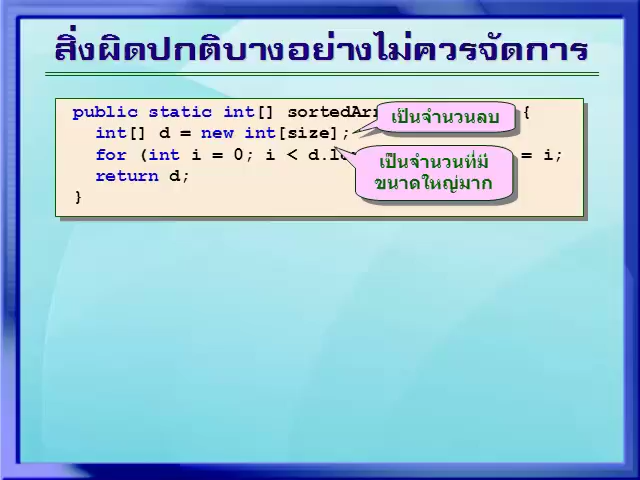 สิ่งผิดปกติบางอย่างไม่ควรจัดการ
public static int[] sortedArr {
เป็นจำนวนลบ
int[] d = new int[size];
for (int i = 0; i < d.le = i;
เป็นจำนวนที่มี
ขนาดใหญ่มาก
return d;
}